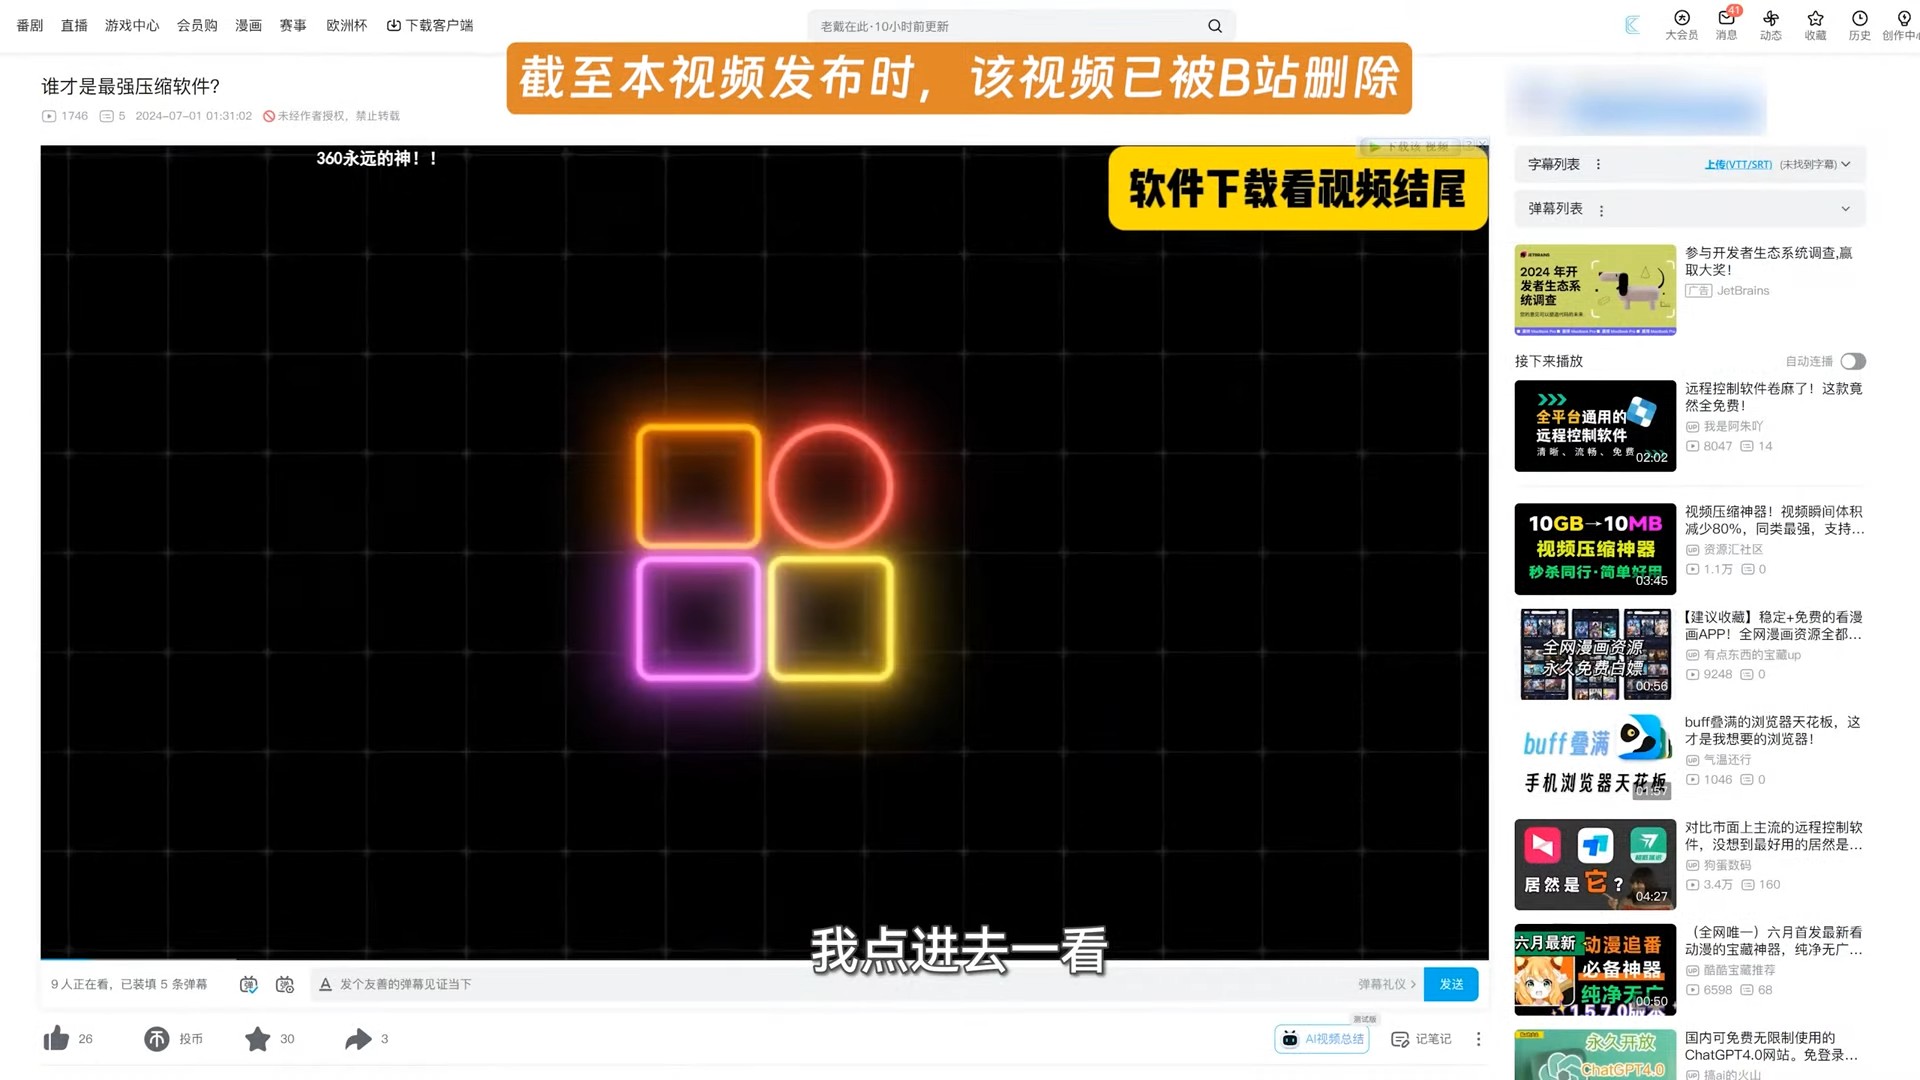 番剧 直播 游戏中心 会员购 漫画 赛事 欧洲杯 下载客户端
老戴在此·10小时前更新
大会员 消息 41 动态 收藏 历史 创作中心
截至本视频发布时，该视频已被B站删除
谁才是最强压缩软件？
1746 5 2024-07-01 01:31:02 未经作者授权，禁止转载
360永远的神！！
下载该 视频 ? ×
软件下载看视频结尾
我点进去一看
9 人正在看，已装填 5 条弹幕
发个友善的弹幕见证当下
弹幕礼仪
发送
26 投币 30 3
测试版
AI视频总结
记笔记
字幕列表
上传(VTT/SRT) (未找到字幕)
弹幕列表
JETBRAINS
2024 年开
发者生态系
统调查
参与开发者生态系统调查,赢
取大奖！
广告 JetBrains
接下来播放
自动连播
全平台通用的
远程控制软件
清晰、流畅、免费
02:02
远程控制软件卷麻了！这款竟
然全免费！
我是阿朱吖
8047 14
10GB→10MB
视频压缩神器
秒杀同行·简单好用
03:45
视频压缩神器！视频瞬间体积
减少80%，同类最强，支持...
资源汇社区
1.1万 0
全网漫画资源
永久免费白嫖
00:56
【建议收藏】稳定+免费的看漫
画APP！全网漫画资源全都...
有点东西的宝藏up
9248 0
buff叠满
手机浏览器天花板
01:57
buff叠满的浏览器天花板，这
才是我想要的浏览器！
气温还行
1046 0
居然是它？
04:27
对比市面上主流的远程控制软
件，没想到最好用的居然是...
狗蛋数码
3.4万 160
六月最新 动漫追番
必备神器
纯净无广
1.5.7.0版本
00:50
（全网唯一）六月首发最新看
动漫的宝藏神器，纯净无广...
酷酷宝藏推荐
6598 68
永久开放
ChatGPT4.0
国内可免费无限制使用的
ChatGPT4.0网站。免登录...
搞ai的火山